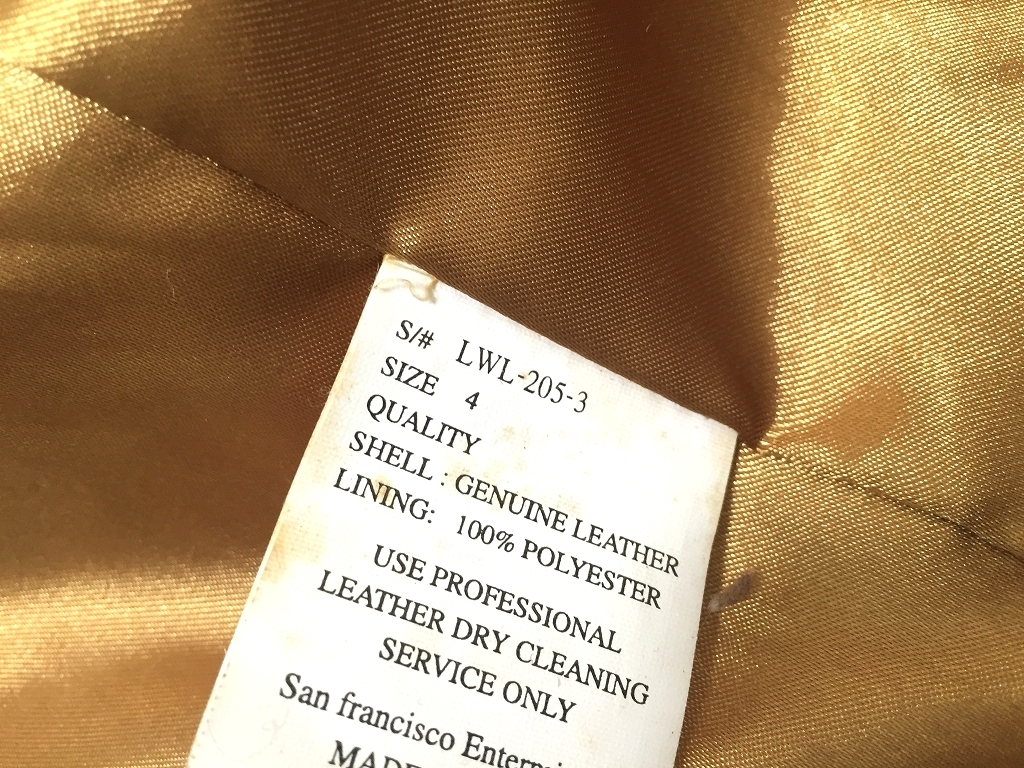 S/# LWL-205-3
SIZE 4
QUALITY
SHELL : GENUINE LEATHER
LINING: 100% POLYESTER
USE PROFESSIONAL
LEATHER DRY CLEANING
SERVICE ONLY
San francisco
MADE